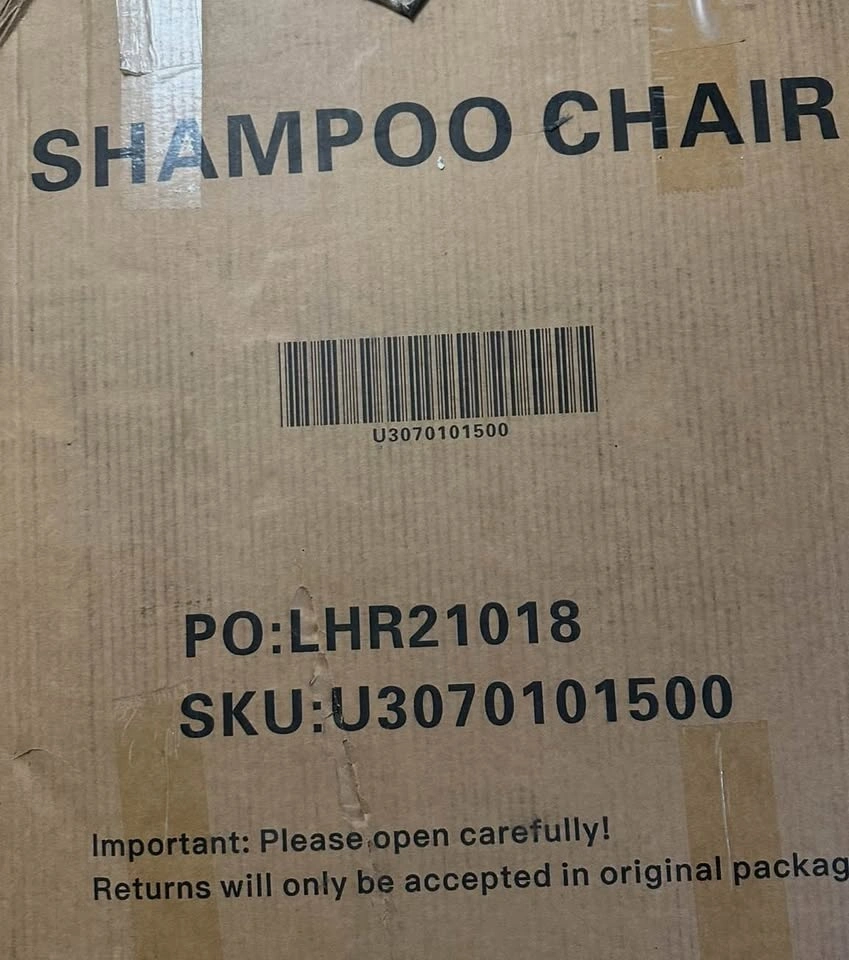 SHAMPOO CHAIR
U3070101500
PO:LHR21018
SKU:U3070101500
Important: Please open carefully!
Returns will only be accepted in original packag